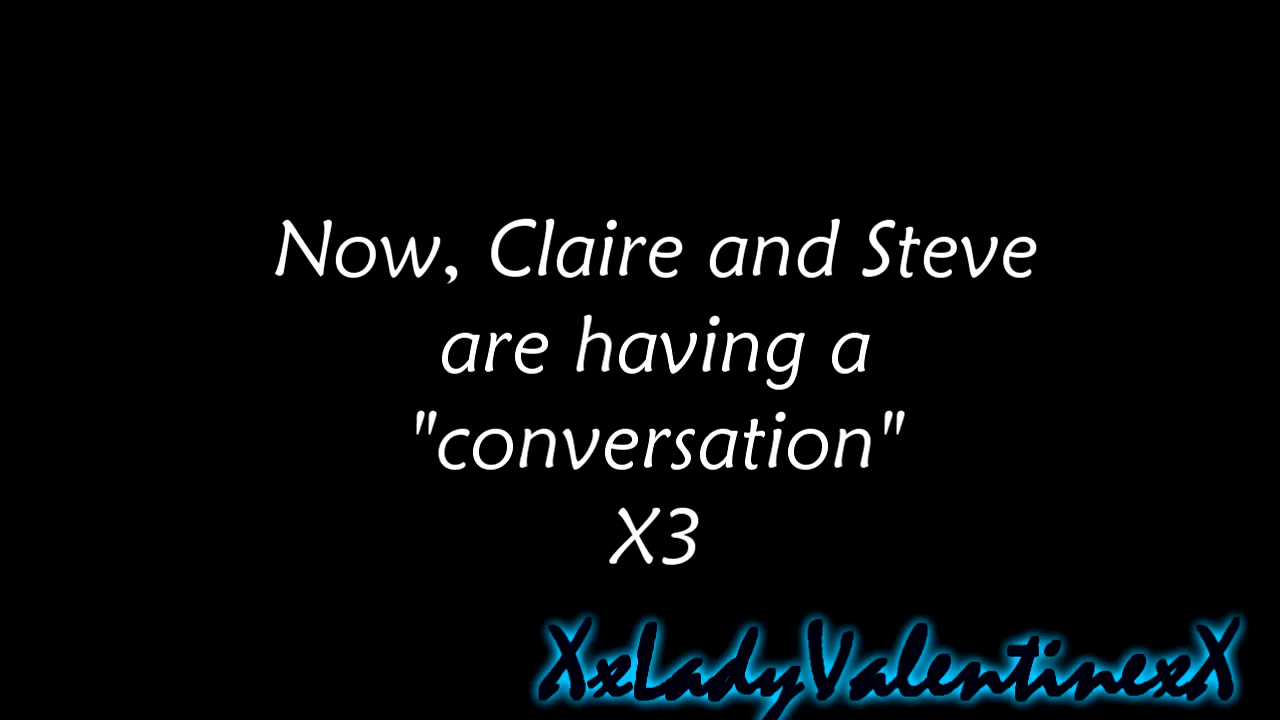 Now, Claire and Steve
are having a
"conversation"
X3
XxLadyValentinexX